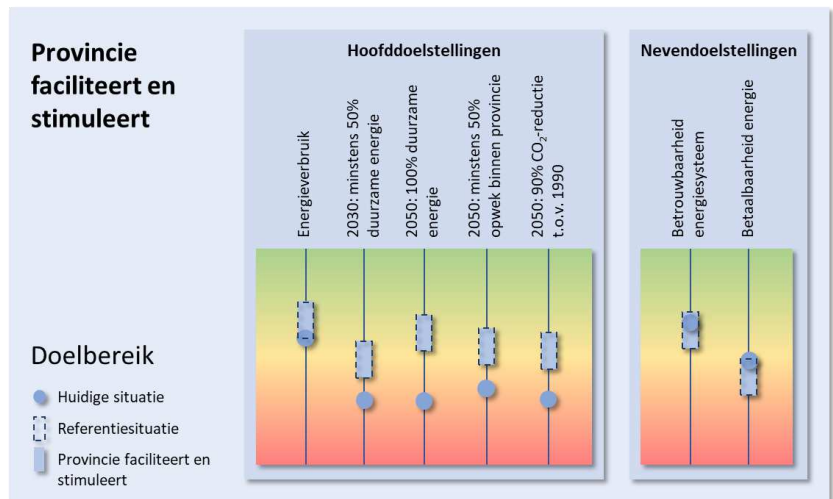 Provincie
faciliteert en
stimuleert
Hoofddoelstellingen
Energieverbruik
2030: minstens 50%
duurzame energie
2050: 100% duurzame
energie
2050: minstens 50%
opwek binnen provincie
2050: 90% CO₂-reductie
t.o.v. 1990
Nevendoelstellingen
Betrouwbaarheid
energiesysteem
Betaalbaarheid energie
Doelbereik
Huidige situatie
Referentiesituatie
Provincie faciliteert en
stimuleert